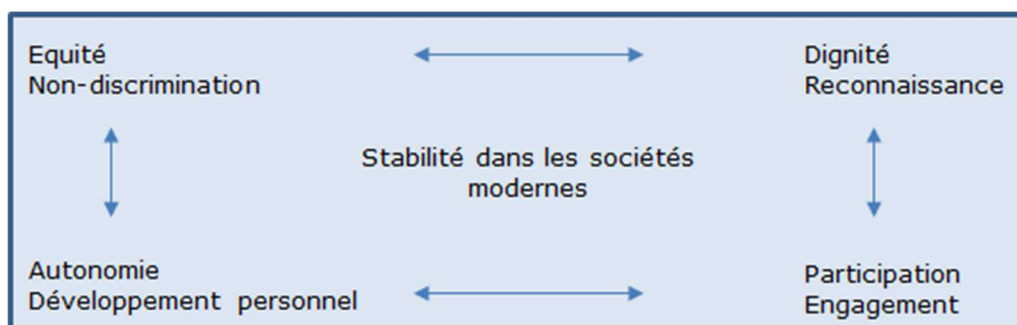 Equité
Non-discrimination
Dignité
Reconnaissance
Stabilité dans les sociétés
modernes
Autonomie
Développement personnel
Participation
Engagement